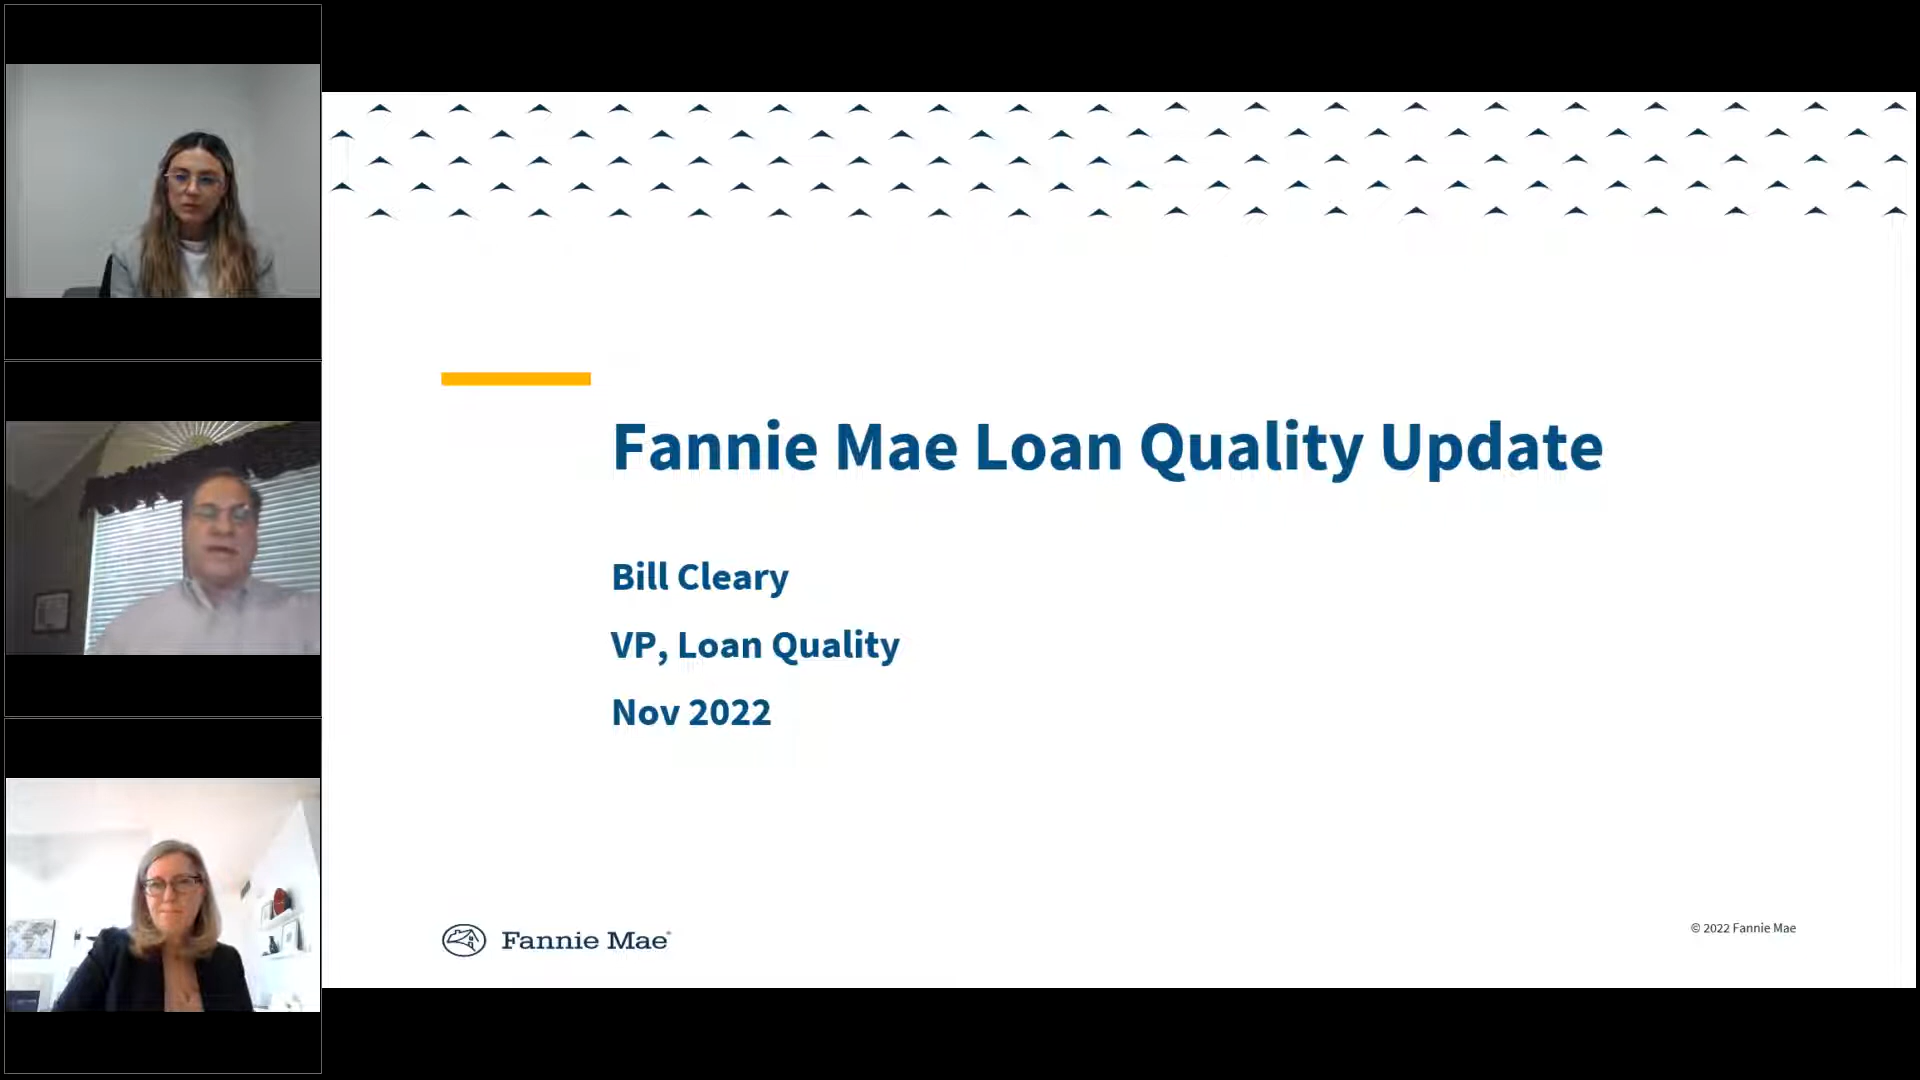 Fannie Mae Loan Quality Update
Bill Cleary
VP, Loan Quality
Nov 2022
Fannie Mae
© 2022 Fannie Mae